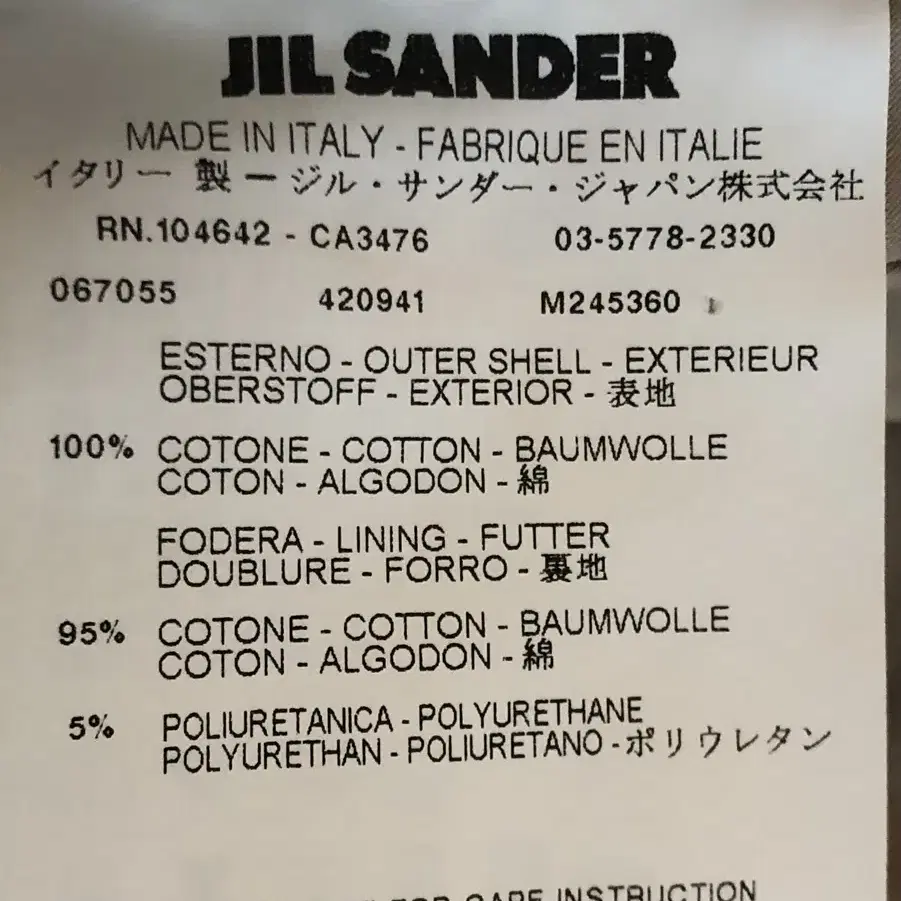 JIL SANDER
MADE IN ITALY - FABRIQUE EN ITALIE
イタリー 製 ー ジル・サンダー・ジャパン株式会社
RN.104642 - CA3476 03-5778-2330
067055 420941 M245360
ESTERNO - OUTER SHELL - EXTERIEUR
OBERSTOFF - EXTERIOR - 表地
100% COTONE - COTTON - BAUMWOLLE
COTON - ALGODON - 綿
FODERA - LINING - FUTTER
DOUBLURE - FORRO - 裏地
95% COTONE - COTTON - BAUMWOLLE
COTON - ALGODON - 綿
5% POLIURETANICA - POLYURETHANE
POLYURETHAN - POLIURETANO - ポリウレタン
FOR CARE INSTRUCTION